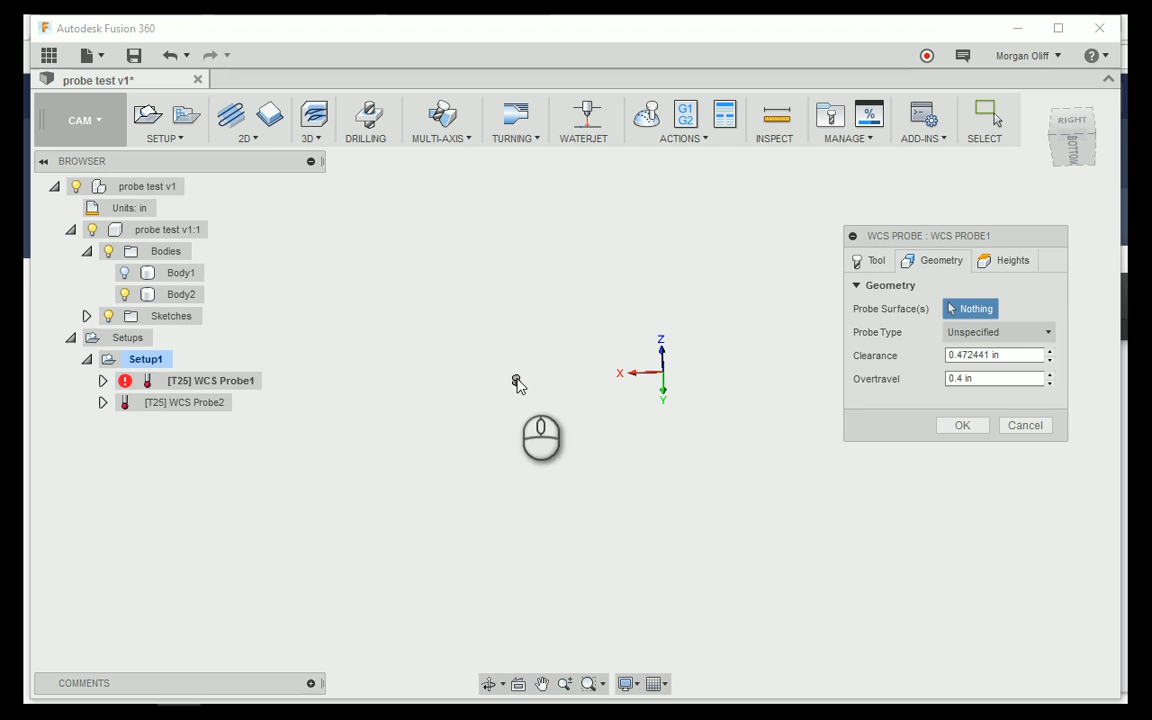 Autodesk Fusion 360
Morgan Oliff
probe test v1*
CAM
SETUP
2D
3D
DRILLING
MULTI-AXIS
TURNING
WATERJET
G1
G2
ACTIONS
INSPECT
%
MANAGE
ADD-INS
SELECT
RIGHT
BOTTOM
BROWSER
probe test v1
Units: in
probe test v1:1
Bodies
Body1
Body2
Sketches
Setups
Setup1
[T25] WCS Probe1
[T25] WCS Probe2
Z
X
Y
WCS PROBE : WCS PROBE1
Tool
Geometry
Heights
Geometry
Probe Surface(s)
Nothing
Probe Type
Unspecified
Clearance
0.472441 in
Overtravel
0.4 in
OK
Cancel
COMMENTS